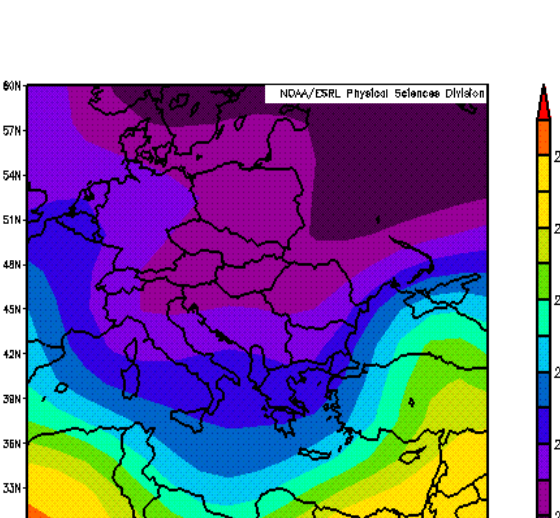 NOAA/ESRL Physical Sciences Division
60N
57N
54N
51N
48N
45N
42N
39N
36N
33N